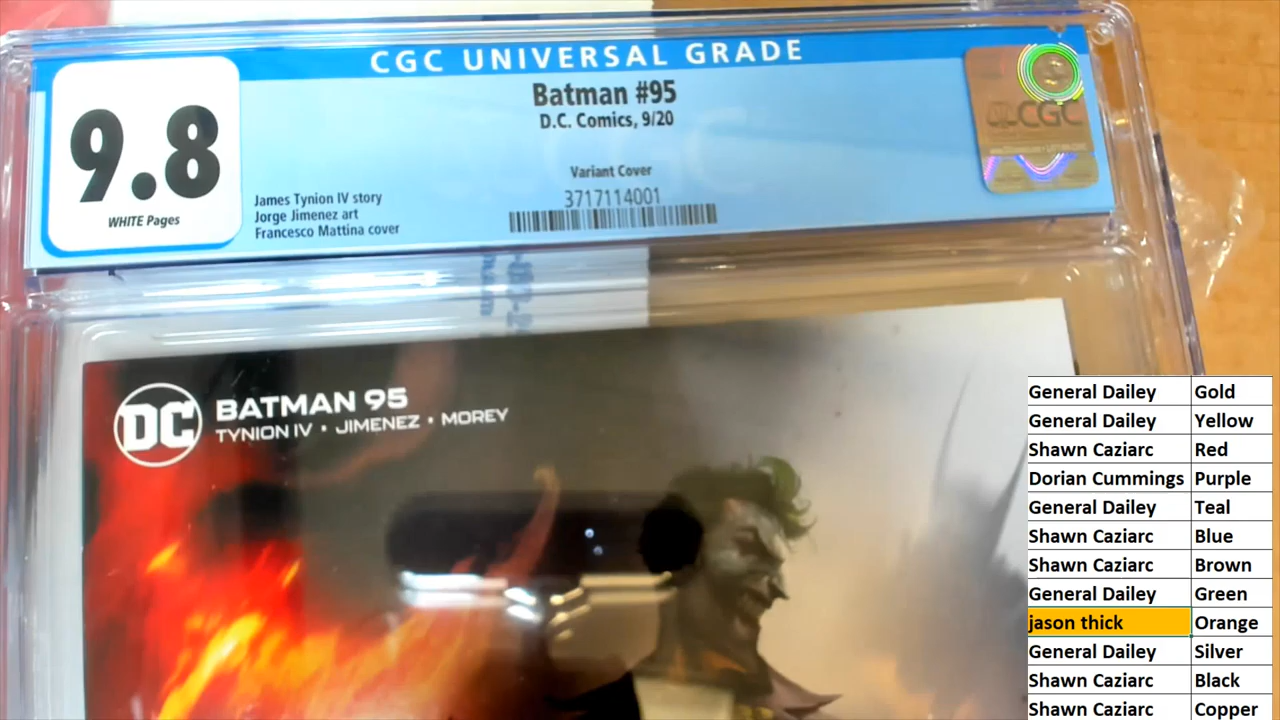 CGC UNIVERSAL GRADE
9.8
WHITE Pages
Batman #95
D.C. Comics, 9/20
Variant Cover
3717114001
James Tynion IV story
Jorge Jimenez art
Francesco Mattina cover
CGC
DC
BATMAN 95
TYNION IV • JIMENEZ • MOREY
General Dailey Gold
General Dailey Yellow
Shawn Caziarc Red
Dorian Cummings Purple
General Dailey Teal
Shawn Caziarc Blue
Shawn Caziarc Brown
General Dailey Green
jason thick Orange
General Dailey Silver
Shawn Caziarc Black
Shawn Caziarc Copper